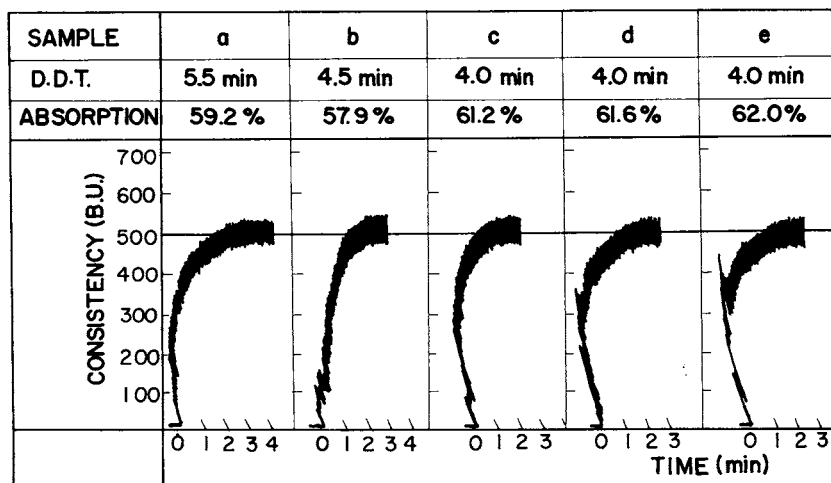 SAMPLE a b c d e
D.D.T. 5.5 min 4.5 min 4.0 min 4.0 min 4.0 min
ABSORPTION 59.2% 57.9% 61.2% 61.6% 62.0%
CONSISTENCY (B.U.)
700
600
500
400
300
200
100
0 1 2 3 4 0 1 2 3 4 0 1 2 3 0 1 2 3 0 1 2 3
TIME (min)